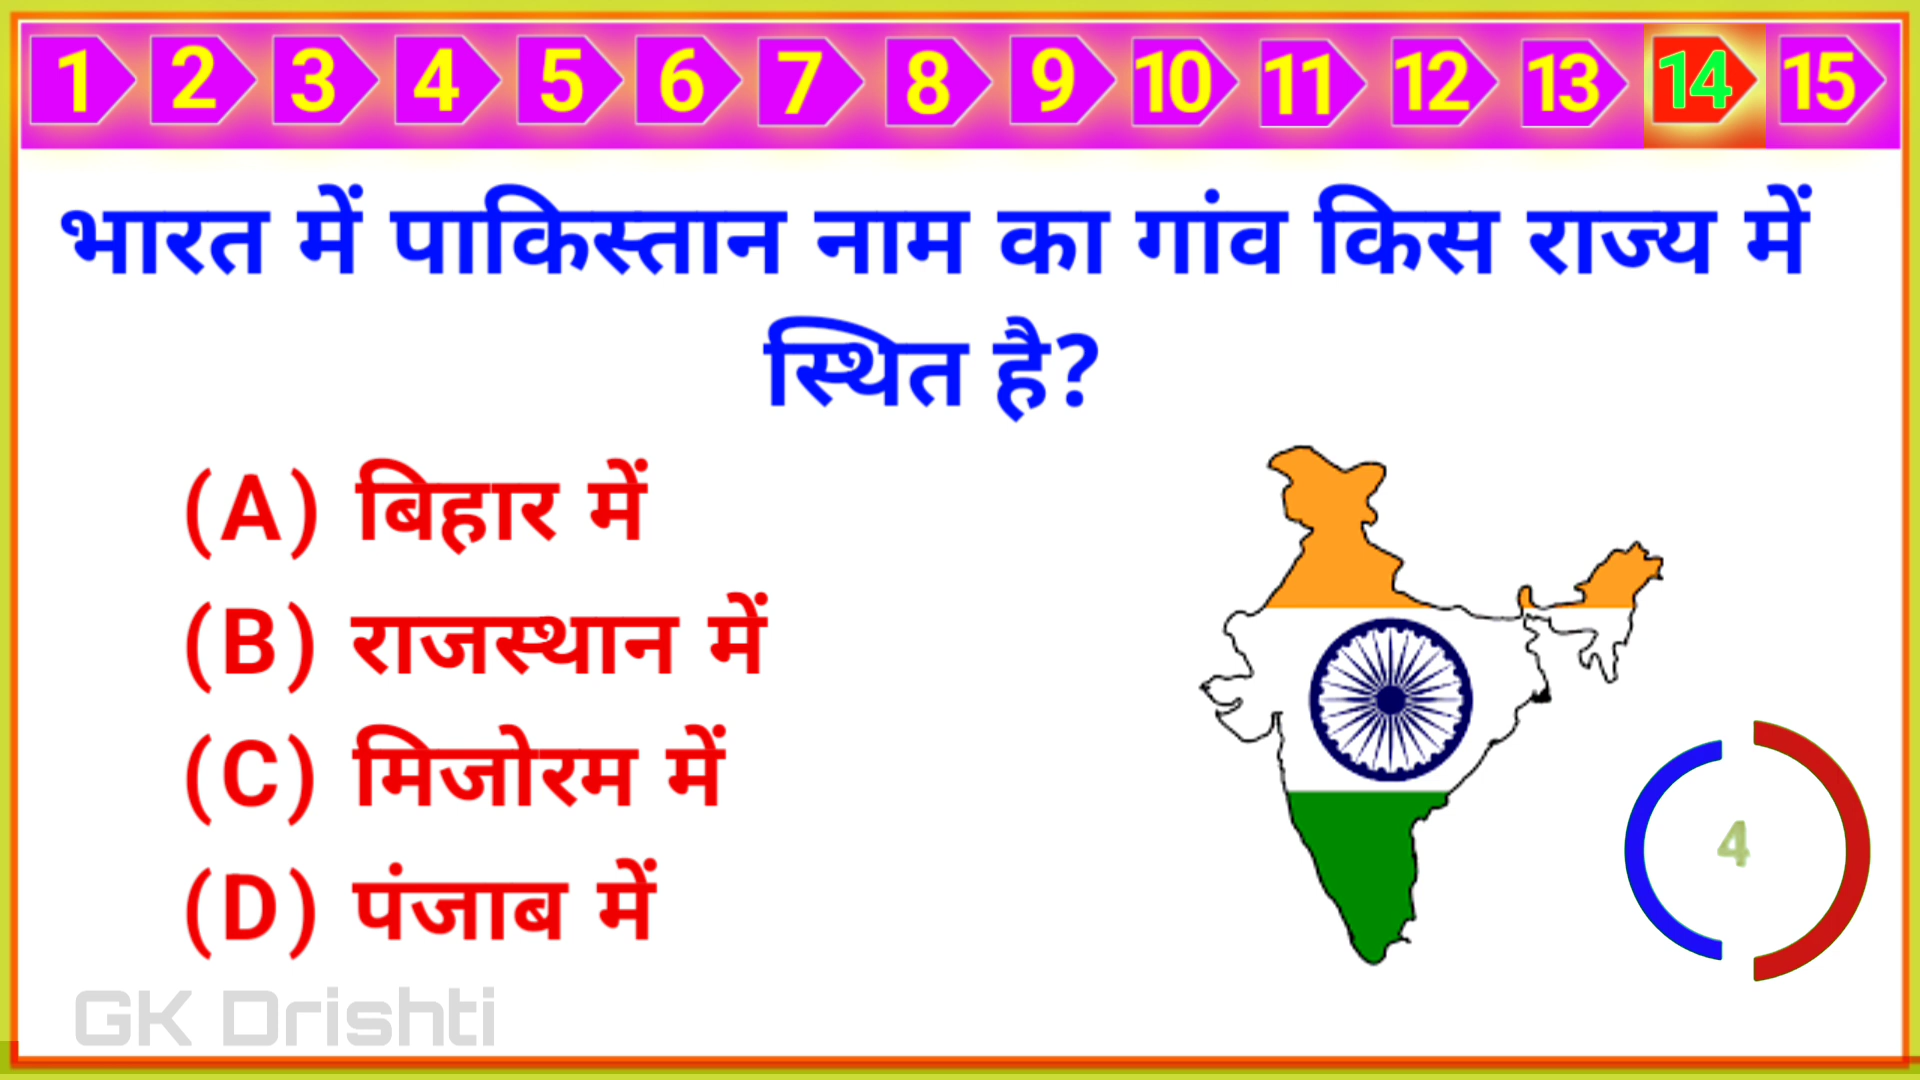 1 2 3 4 5 6 7 8 9 10 11 12 13 14 15
भारत में पाकिस्तान नाम का गांव किस राज्य में
स्थित है?
(A) बिहार में
(B) राजस्थान में
(C) मिजोरम में
(D) पंजाब में
4
GK Drishti